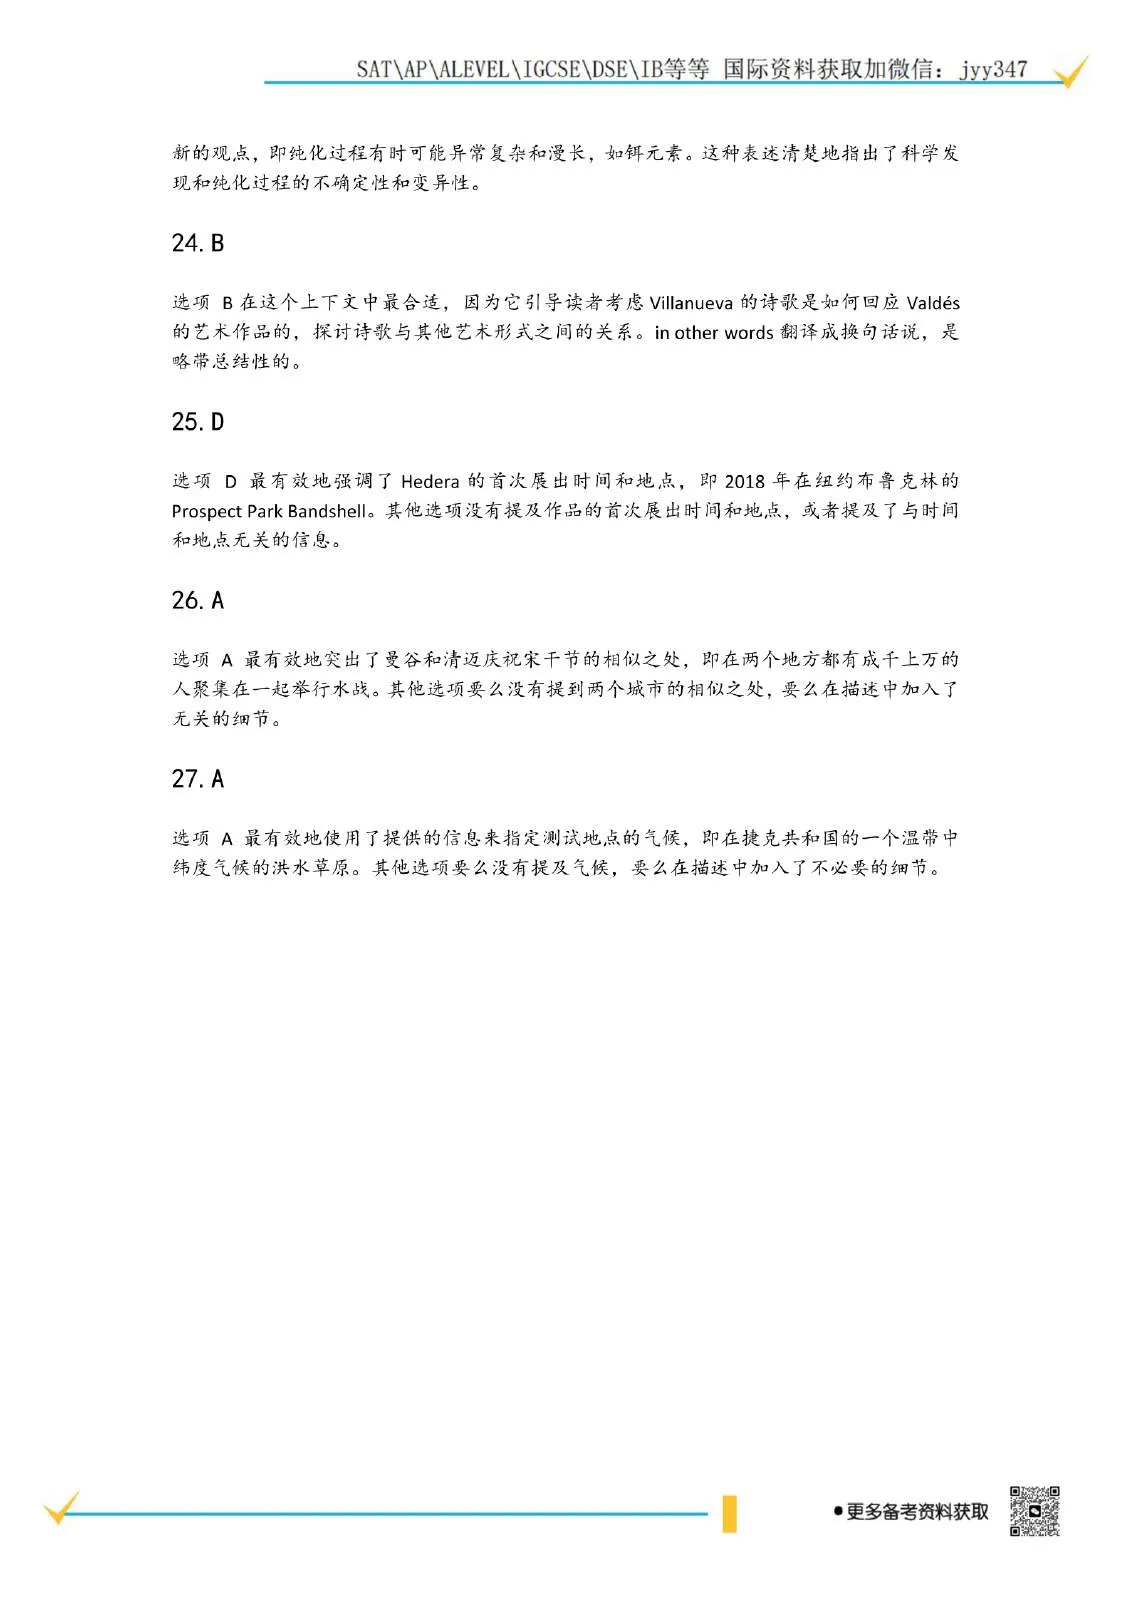 SAT\AP\ALEVEL\IGCSE\DSE\IB等等 国际资料获取加微信：jyy347
新的观点，即纯化过程有时可能异常复杂和漫长，如铒元素。这种表述清楚地指出了科学发
现和纯化过程的不确定性和变异性。
24. B
选项 B 在这个上下文中最合适，因为它引导读者考虑 Villanueva 的诗歌是如何回应 Valdés
的艺术作品的，探讨诗歌与其他艺术形式之间的关系。in other words 翻译成换句话说，是
略带总结性的。
25. D
选项 D 最有效地强调了 Hedera 的首次展出时间和地点，即 2018 年在纽约布鲁克林的
Prospect Park Bandshell。其他选项没有提及作品的首次展出时间和地点，或者提及了与时间
和地点无关的信息。
26. A
选项 A 最有效地突出了曼谷和清迈庆祝宋干节的相似之处，即在两个地方都有成千上万的
人聚集在一起举行水战。其他选项要么没有提到两个城市的相似之处，要么在描述中加入了
无关的细节。
27. A
选项 A 最有效地使用了提供的信息来指定测试地点的气候，即在捷克共和国的一个温带中
纬度气候的洪水草原。其他选项要么没有提及气候，要么在描述中加入了不必要的细节。
●更多备考资料获取